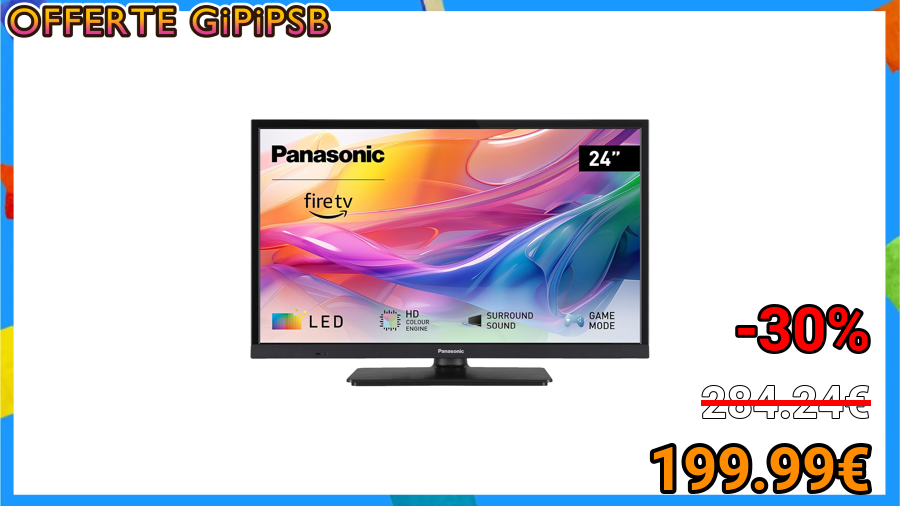 OFFERTE GiPiPSB
Panasonic
24”
fire tv
LED
HD
COLOUR
ENGINE
SURROUND
SOUND
GAME
MODE
Panasonic
-30%
284.24€
199.99€